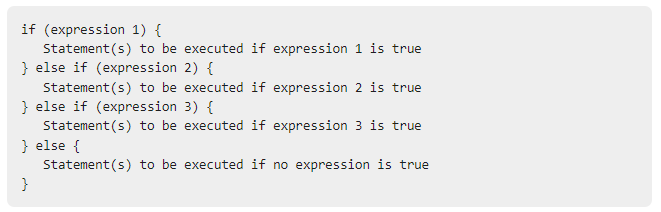 if (expression 1) {
   Statement(s) to be executed if expression 1 is true
} else if (expression 2) {
   Statement(s) to be executed if expression 2 is true
} else if (expression 3) {
   Statement(s) to be executed if expression 3 is true
} else {
   Statement(s) to be executed if no expression is true
}